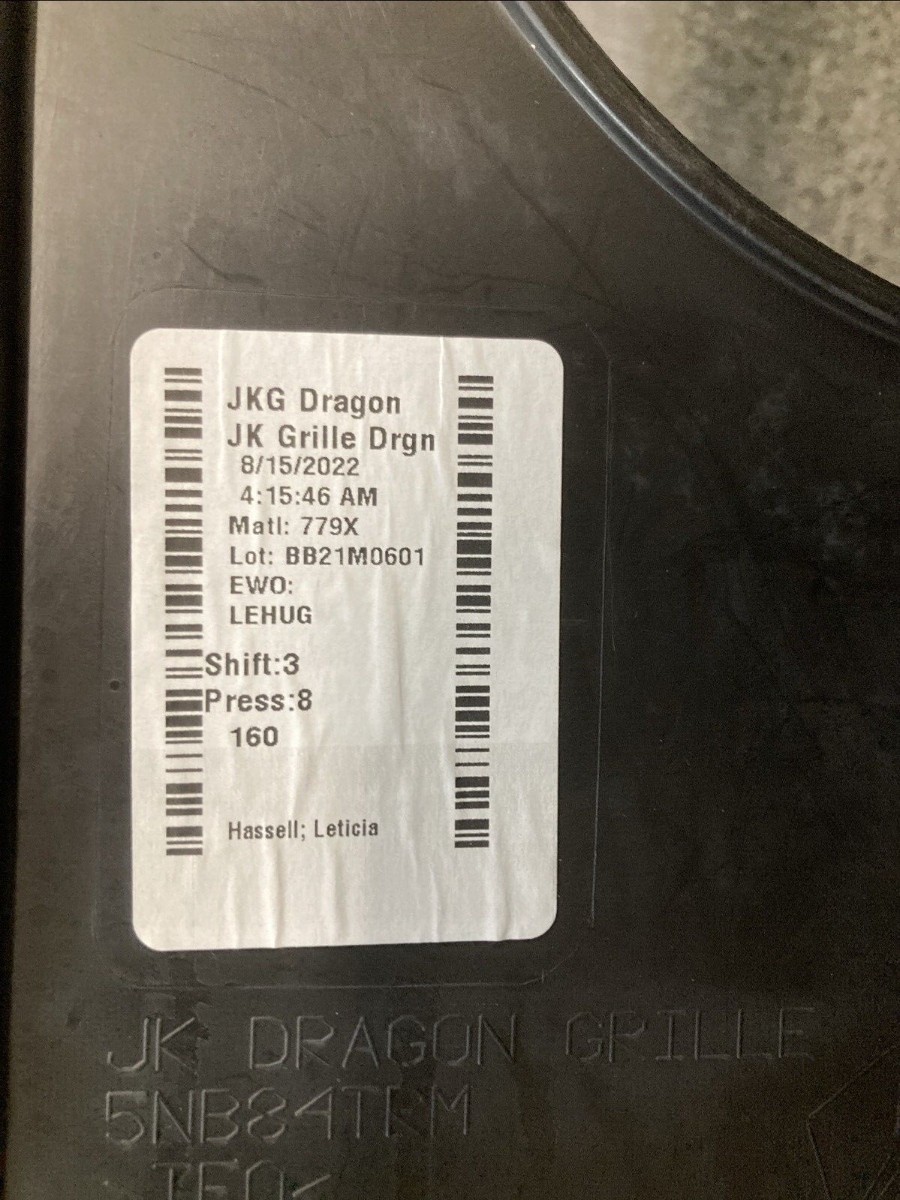 JKG Dragon
JK Grille Drgn
8/15/2022
4:15:46 AM
Matl: 779X
Lot: BB21M0601
EWO:
LEHUG
Shift:3
Press:8
160
Hassell; Leticia
JK DRAGON GRILLE
5NB84TRM